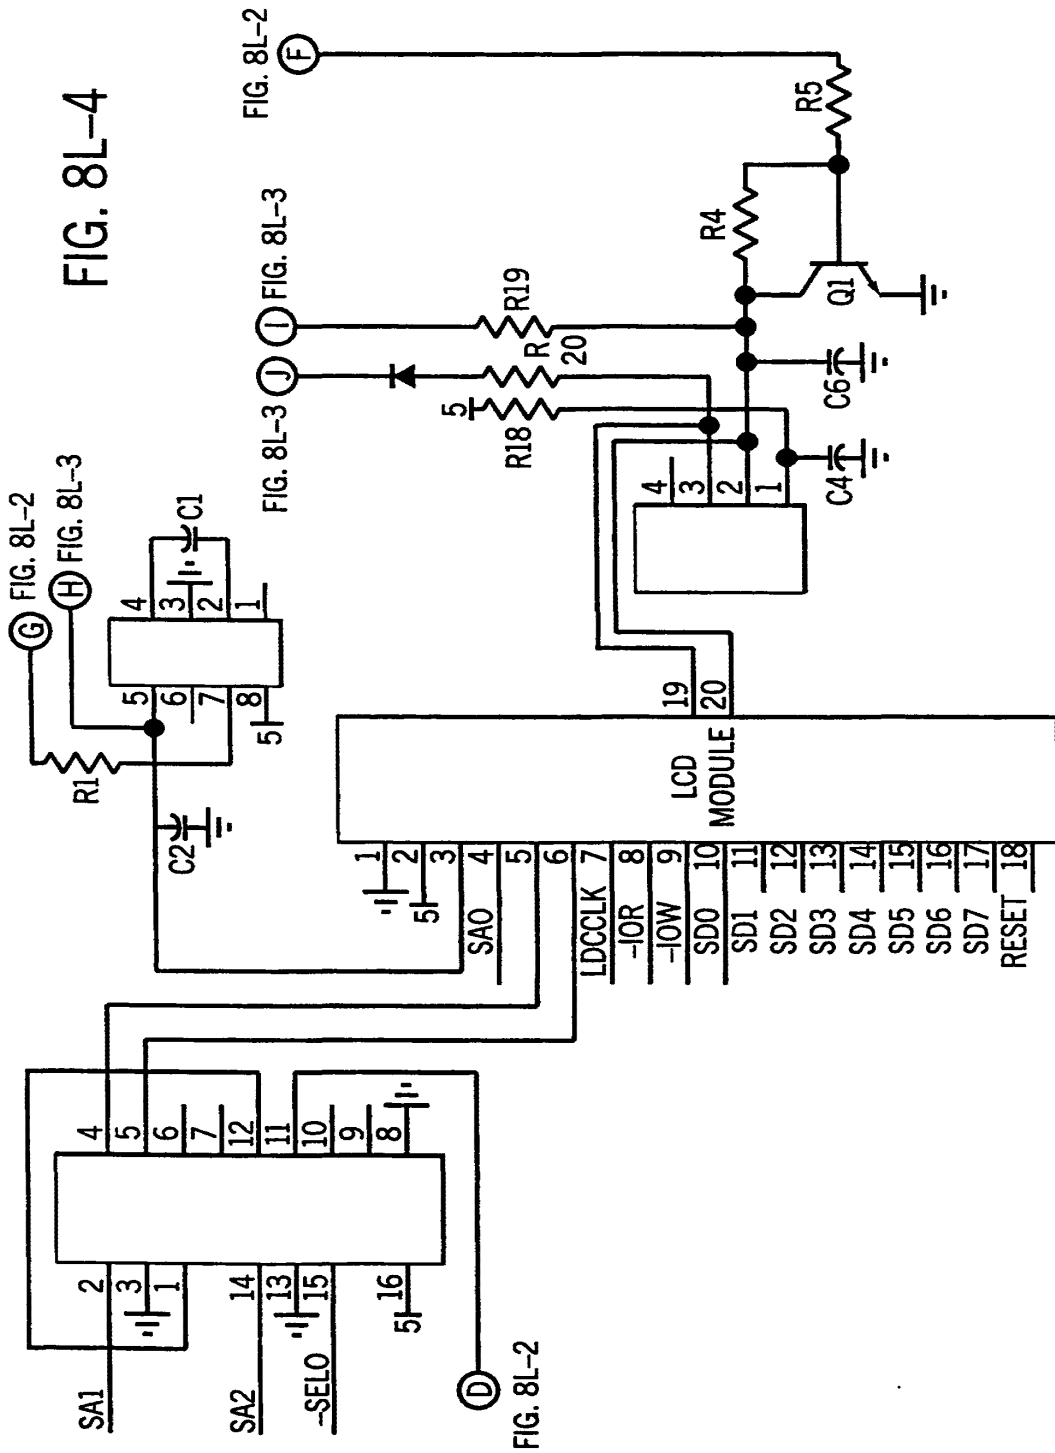 FIG. 8L-4
SA1
SA2
-SELO
2
3
1
14
13
15
16
5
4
5
6
7
12
11
10
9
8
D
FIG. 8L-2
G
FIG. 8L-2
H
FIG. 8L-3
R1
C2
5
6
7
8
5
4
3
2
1
C1
1
2
5
3
SA0 4
5
6
LDCCLK 7
-IOR 8
-IOW 9
SD0 10
SD1 11
SD2 12
SD3 13
SD4 14
SD5 15
SD6 16
SD7 17
RESET 18
LCD
MODULE
19
20
4
3
2
1
C4
C6
J
FIG. 8L-3
I
FIG. 8L-3
5
R18
R
20
R19
R4
R5
Q1
F
FIG. 8L-2